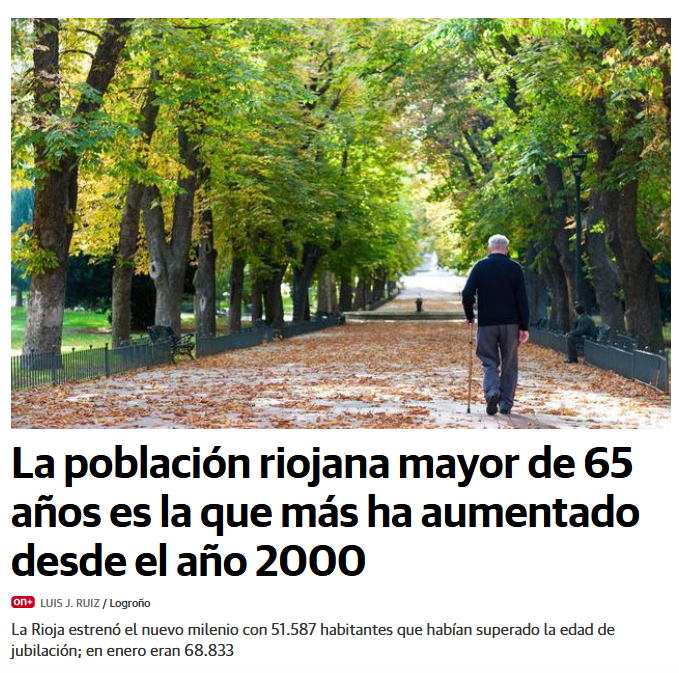 La población riojana mayor de 65
años es la que más ha aumentado
desde el año 2000
on+ LUIS J. RUIZ / Logroño
La Rioja estrenó el nuevo milenio con 51.587 habitantes que habían superado la edad de
jubilación; en enero eran 68.833